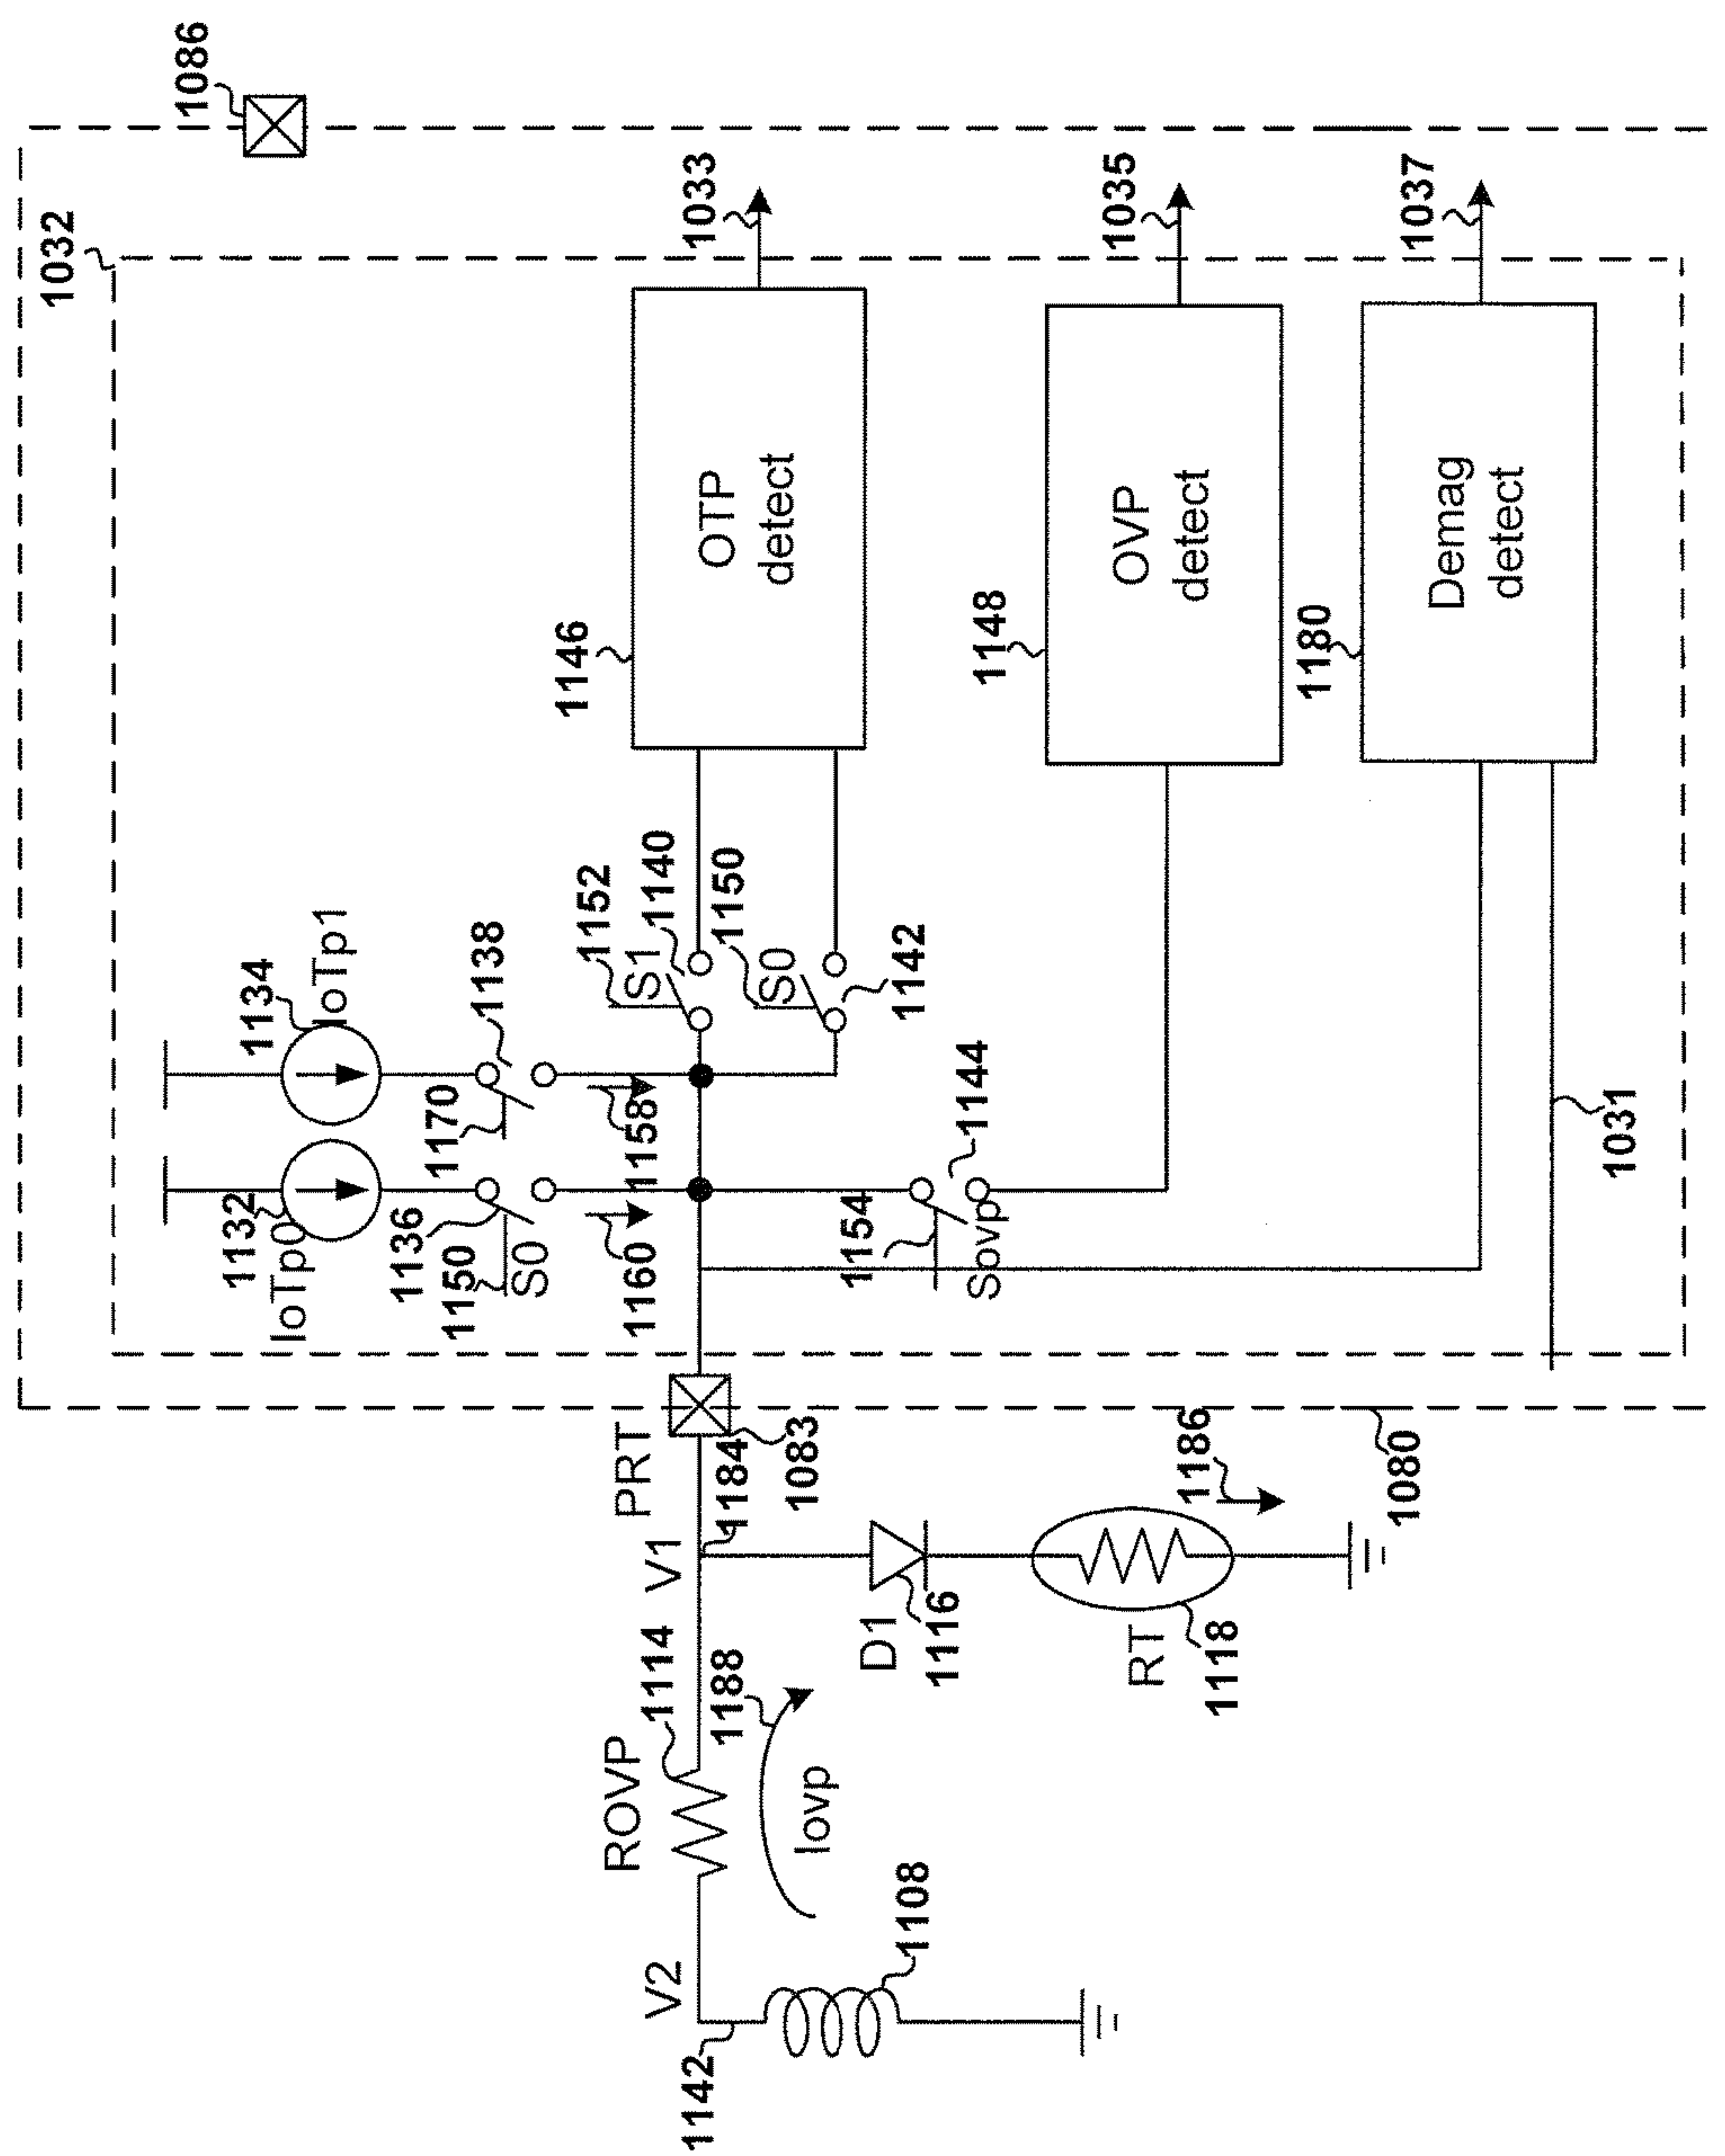 1086
1032
1033
1035
1037
OTP
detect
OVP
detect
Demag
detect
1146
1148
1180
1134
IoTp1
1132
IoTp0
1138
1170
1136
1150
S0
1158
1160
1152
S1
1140
1150
S0
1142
1144
1154
Sovp
1031
PRT
1083
1080
V1
1184
1186
D1
1116
RT
1118
ROVP
1114
1188
Iovp
V2
1142
1108